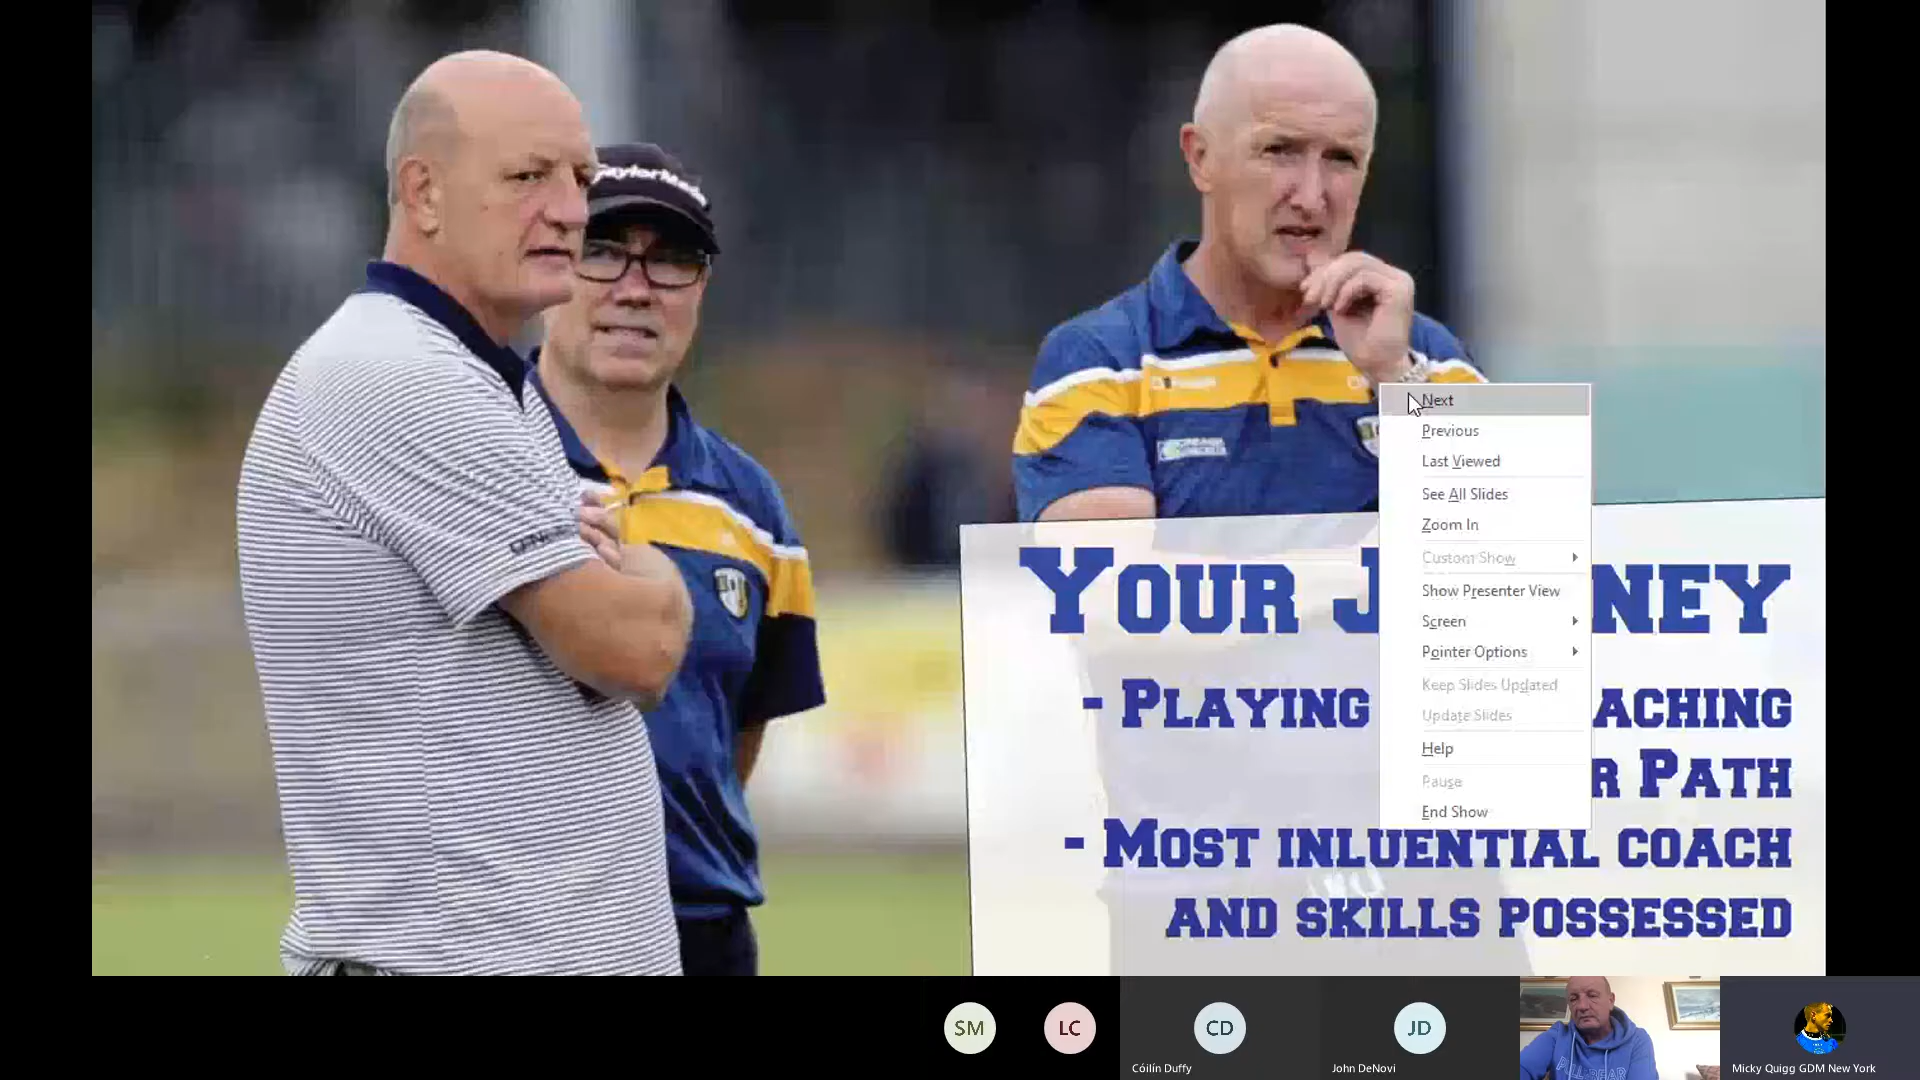 TaylorMade
Next
Previous
Last Viewed
See All Slides
Zoom In
Custom Show
Show Presenter View
Screen
Pointer Options
Keep Slides Updated
Update Slides
Help
Pause
End Show
YOUR J NEY
- PLAYING ACHING
R PATH
- MOST INLUENTIAL COACH
AND SKILLS POSSESSED
SM
LC
CD
JD
Cóilín Duffy
John DeNovi
Micky Quigg GDM New York